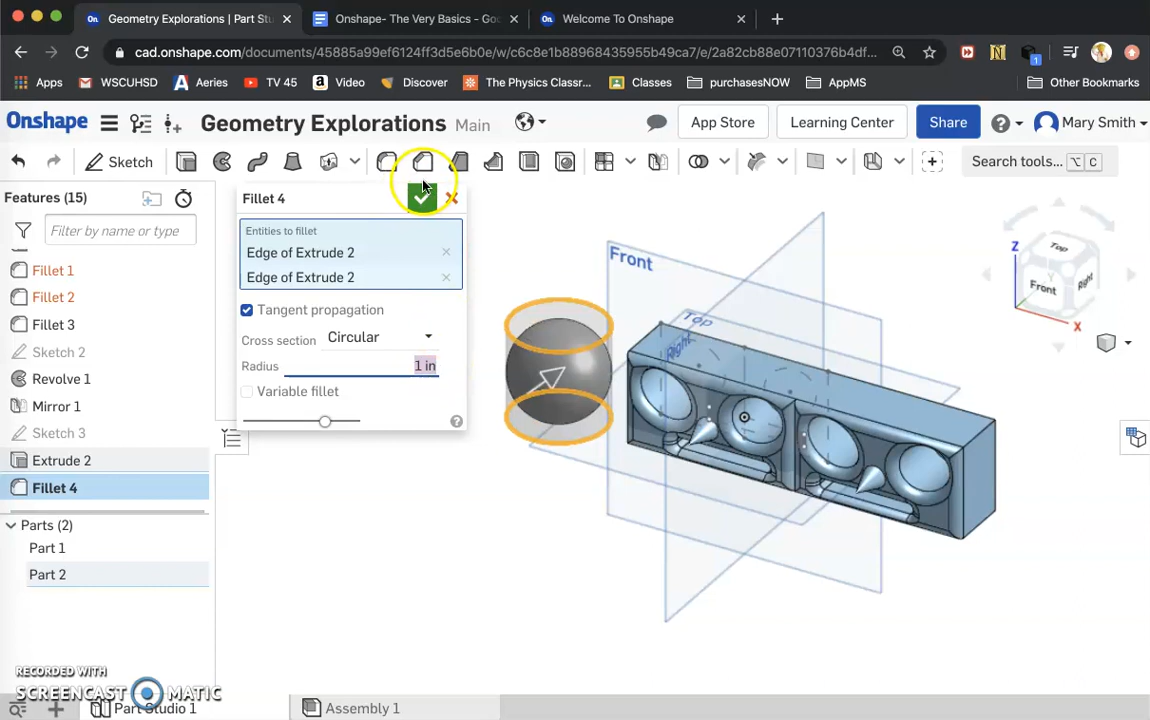 Geometry Explorations | Part Stu
Onshape- The Very Basics - Goo
Welcome To Onshape
cad.onshape.com/documents/45885a99ef6124ff3d5e6b0e/w/c6c8e1b88968435951b49ca7/e/2a82cb88e07110376b4df...
Apps
WSCUHSD
Aeries
TV 45
Video
Discover
The Physics Classr...
Classes
purchasesNOW
AppMS
Other Bookmarks
Onshape
Geometry Explorations Main
App Store
Learning Center
Share
Mary Smith
Sketch
Search tools... C
Features (15)
Filter by name or type
Fillet 1
Fillet 2
Fillet 3
Sketch 2
Revolve 1
Mirror 1
Sketch 3
Extrude 2
Fillet 4
Parts (2)
Part 1
Part 2
Fillet 4
Entities to fillet
Edge of Extrude 2
Edge of Extrude 2
Tangent propagation
Cross section Circular
Radius 1 in
Variable fillet
Front
Top
Right
Z
Top
Front
Right
Y
X
RECORDED WITH
SCREENCAST MATIC
Part Studio 1
Assembly 1